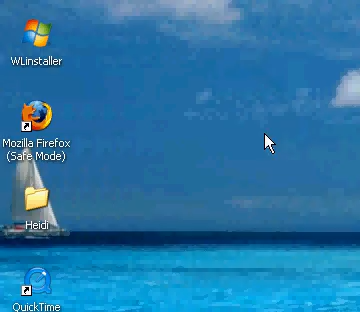 WLinstaller
Mozilla Firefox
(Safe Mode)
Heidi
QuickTime